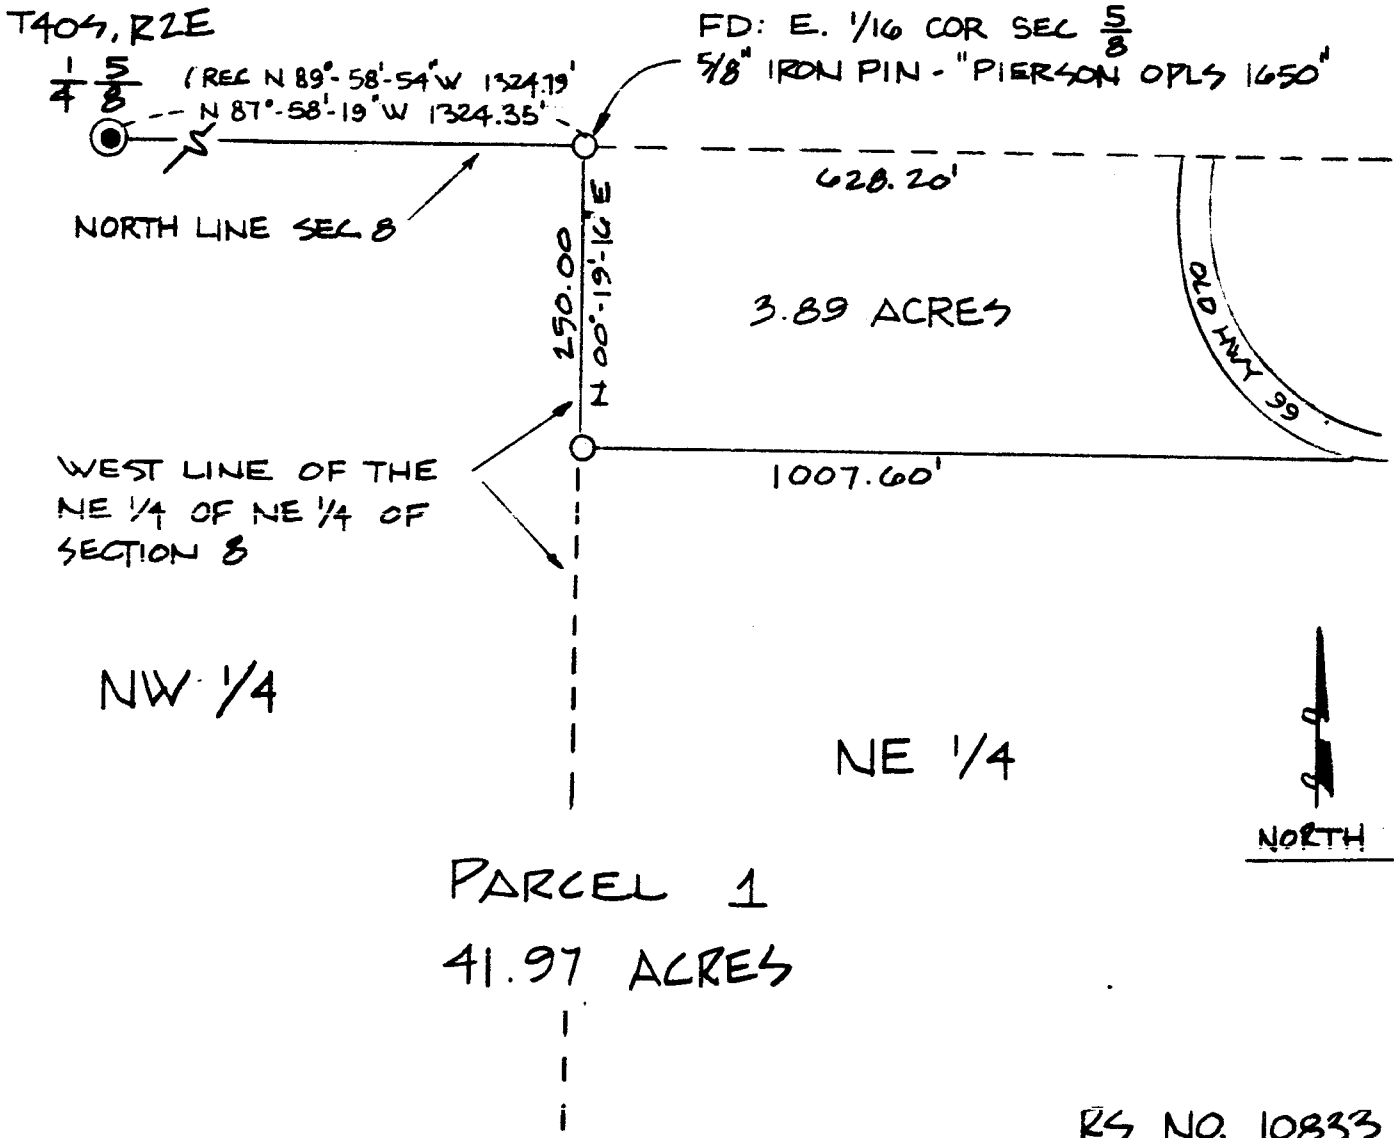 T40S, R2E
FD: E. 1/16 COR SEC 5/8
5/8" IRON PIN - "PIERSON OPLS 1650"
1/4 5/8
(REC N 89°-58'-54"W 1324.79'
N 87°-58'-19"W 1324.35'
628.20'
NORTH LINE SEC 8
250.00
N 00°-19'-16"E
3.89 ACRES
OLD HWY 99
WEST LINE OF THE
NE 1/4 OF NE 1/4 OF
SECTION 8
1007.60'
NW 1/4
NE 1/4
NORTH
PARCEL 1
41.97 ACRES
RS NO. 10833